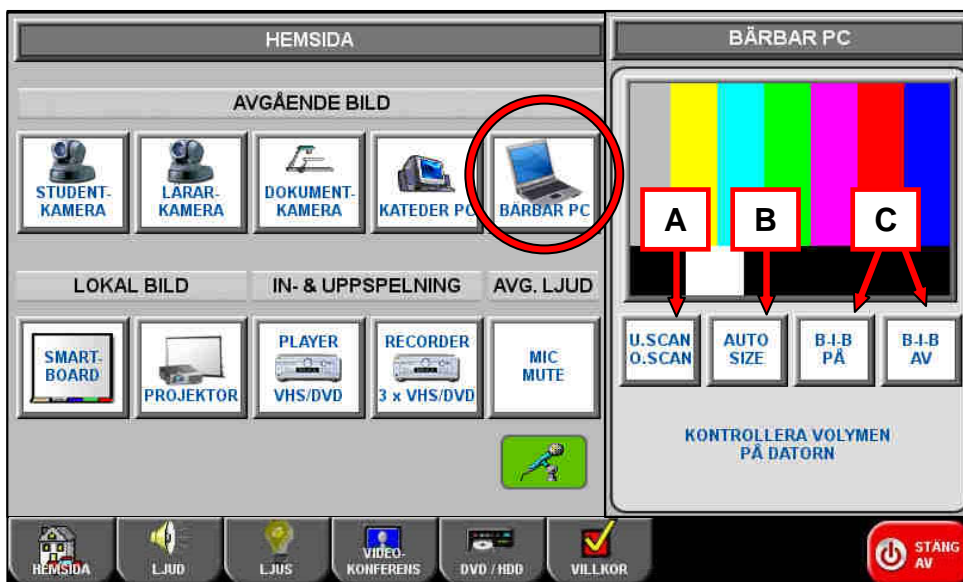 HEMSIDA
AVGÅENDE BILD
STUDENT-
KAMERA
LÄRAR-
KAMERA
DOKUMENT-
KAMERA
KATEDER PC
BÄRBAR PC
LOKAL BILD
IN- & UPPSPELNING
AVG. LJUD
SMART-
BOARD
PROJEKTOR
PLAYER
VHS/DVD
RECORDER
3 x VHS/DVD
MIC
MUTE
BÄRBAR PC
A
B
C
U.SCAN
O.SCAN
AUTO
SIZE
B-I-B
PÅ
B-I-B
AV
KONTROLLERA VOLYMEN
PÅ DATORN
HEMSIDA
LJUD
LJUS
VIDEO-
KONFERENS
DVD / HDD
VILLKOR
STÄNG
AV